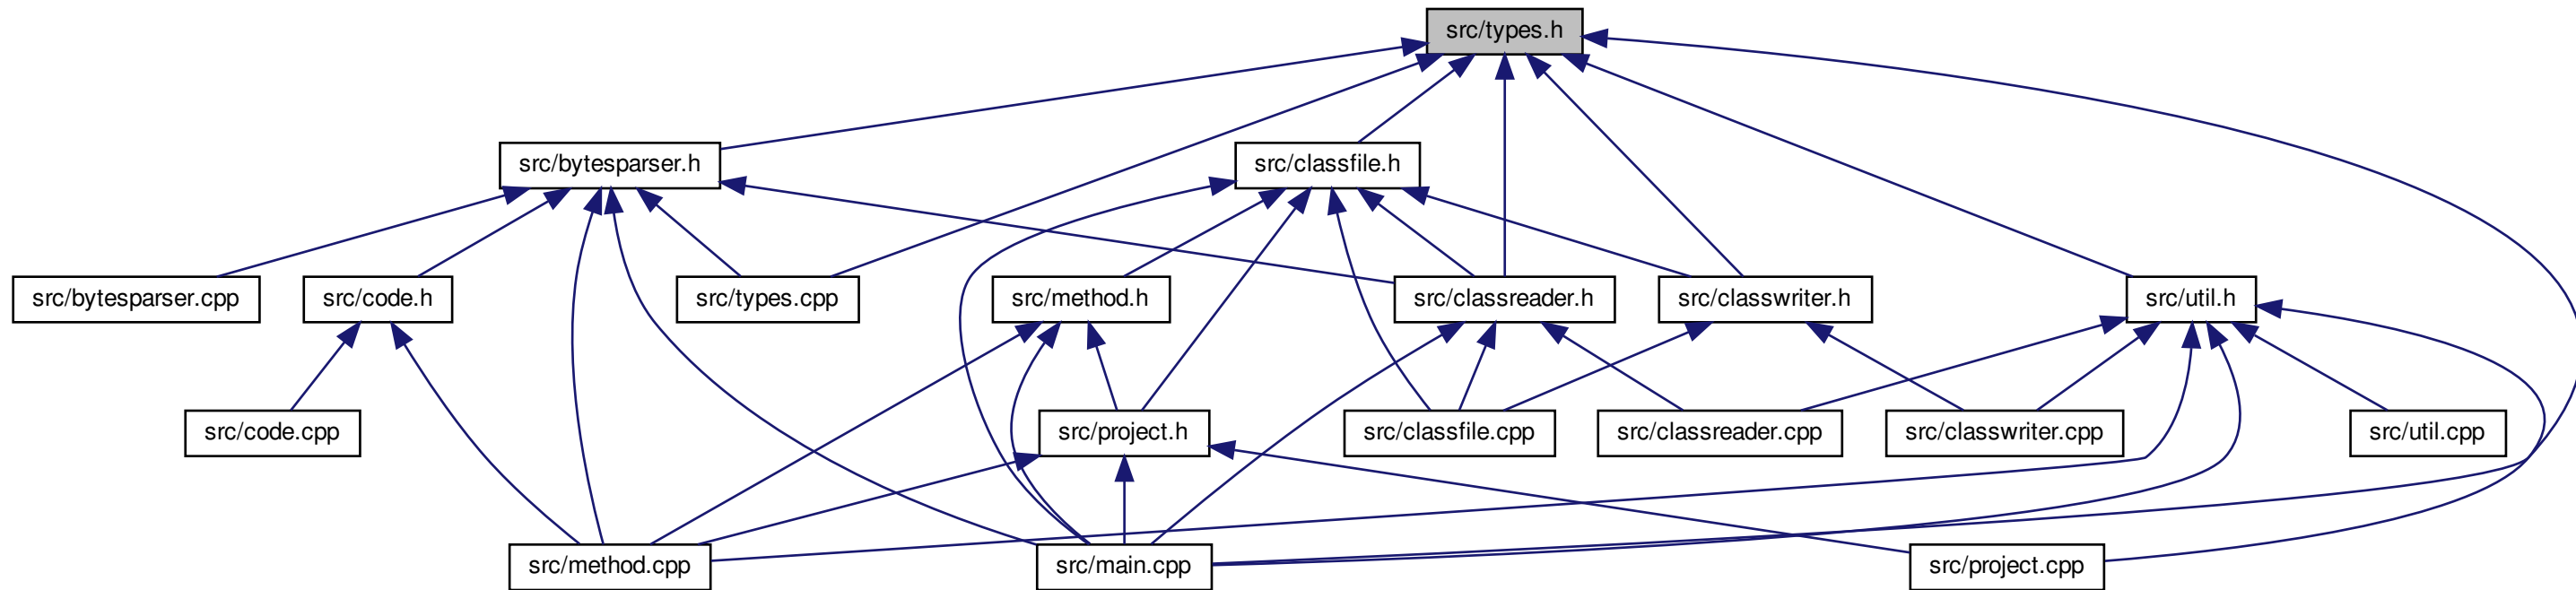 src/types.h
src/bytesparser.h
src/classfile.h
src/bytesparser.cpp
src/code.h
src/types.cpp
src/method.h
src/classreader.h
src/classwriter.h
src/util.h
src/code.cpp
src/project.h
src/classfile.cpp
src/classreader.cpp
src/classwriter.cpp
src/util.cpp
src/method.cpp
src/main.cpp
src/project.cpp